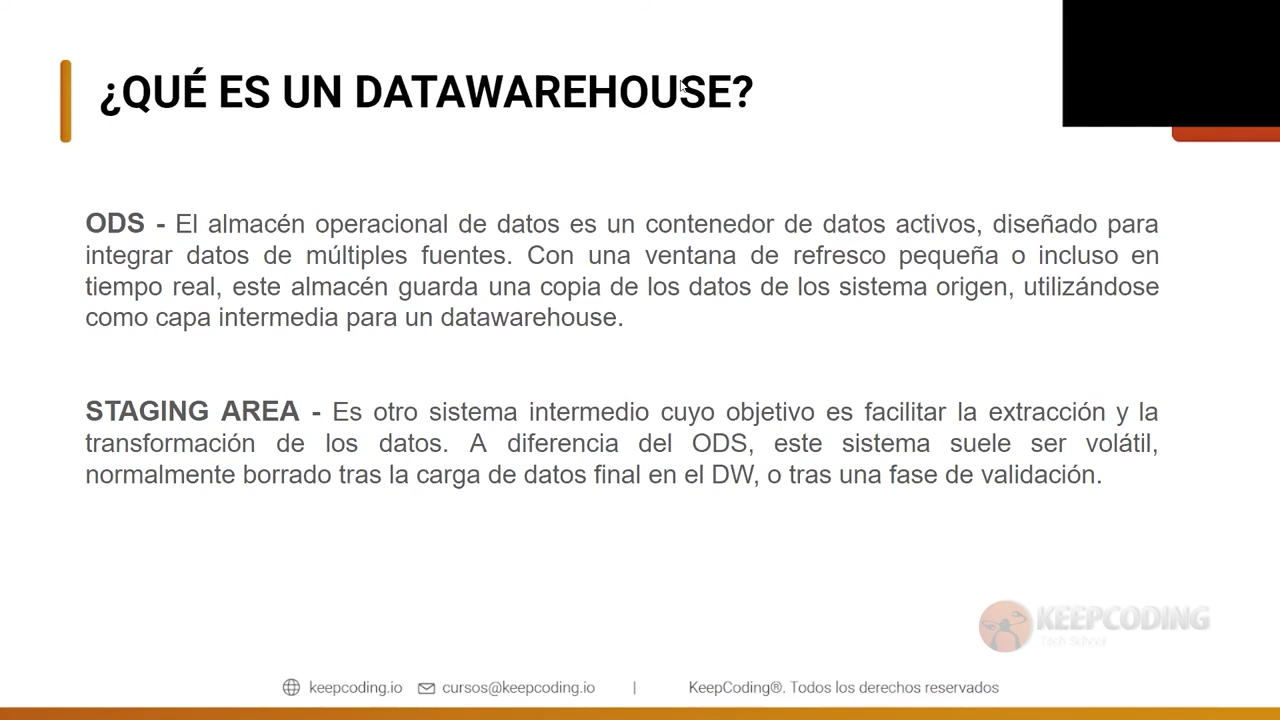 ¿QUÉ ES UN DATAWAREHOUSE?
ODS - El almacén operacional de datos es un contenedor de datos activos, diseñado para
integrar datos de múltiples fuentes. Con una ventana de refresco pequeña o incluso en
tiempo real, este almacén guarda una copia de los datos de los sistema origen, utilizándose
como capa intermedia para un datawarehouse.
STAGING AREA - Es otro sistema intermedio cuyo objetivo es facilitar la extracción y la
transformación de los datos. A diferencia del ODS, este sistema suele ser volátil,
normalmente borrado tras la carga de datos final en el DW, o tras una fase de validación.
KEEPCODING
Tech School
keepcoding.io cursos@keepcoding.io | KeepCoding®. Todos los derechos reservados